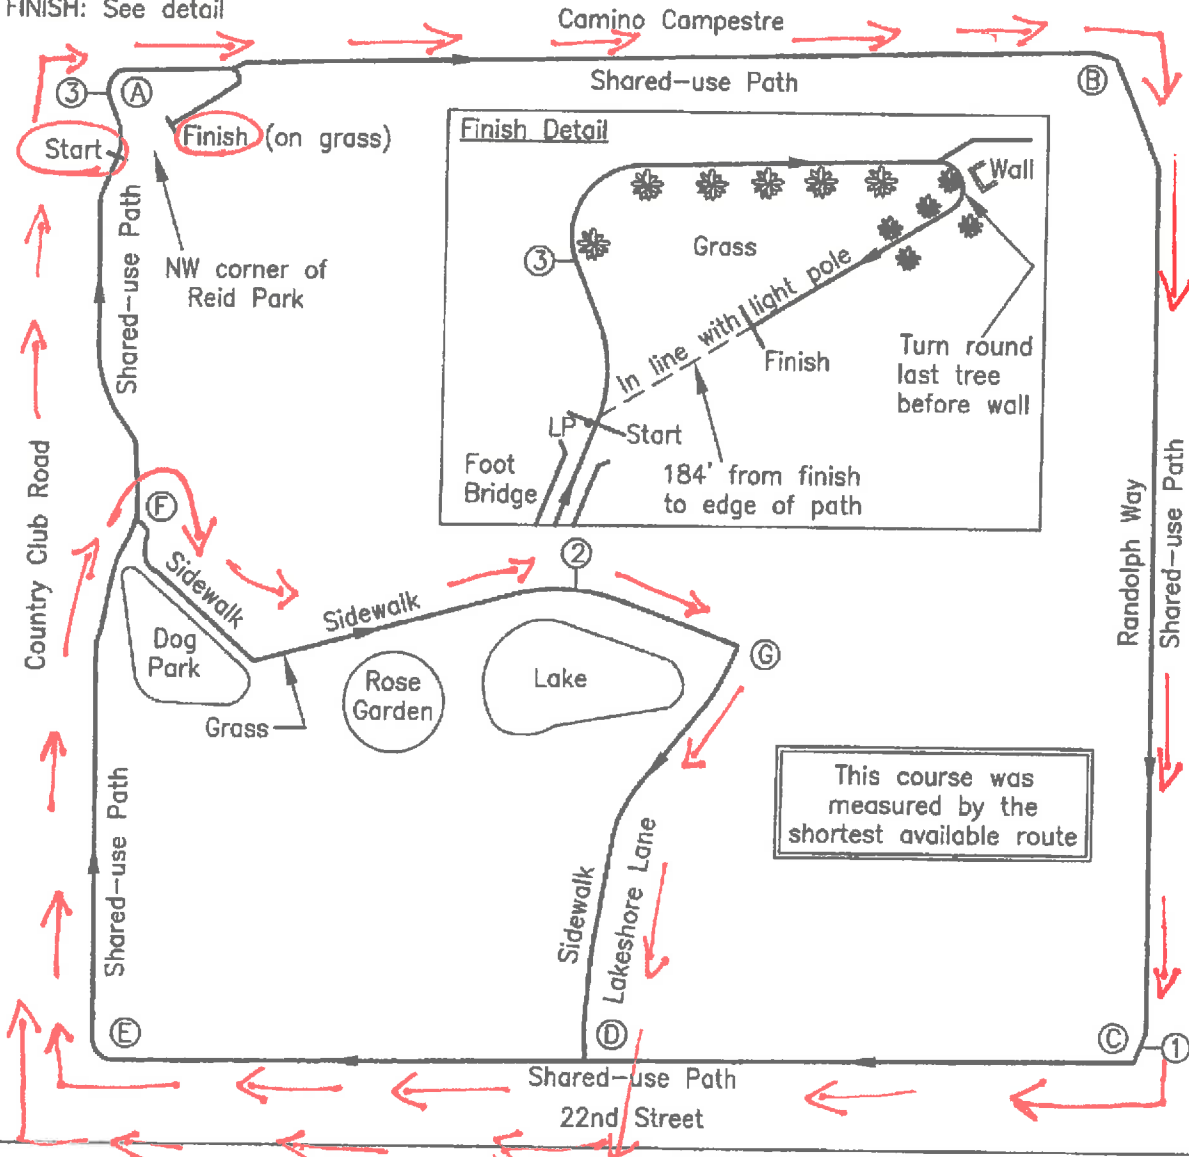 FINISH: See detail
Camino Campestre
Shared-use Path
3
A
B
Start
Finish (on grass)
Finish Detail
Wall
Grass
3
In line with light pole
Finish
Turn round
last tree
before wall
LP
Start
Foot
Bridge
184' from finish
to edge of path
NW corner of
Reid Park
Shared-use Path
Country Club Road
F
Sidewalk
Dog
Park
Grass
Sidewalk
Rose
Garden
2
Lake
G
Randolph Way
Shared-use Path
This course was
measured by the
shortest available route
Shared-use Path
Sidewalk
Lakeshore Lane
E
D
C
1
Shared-use Path
22nd Street